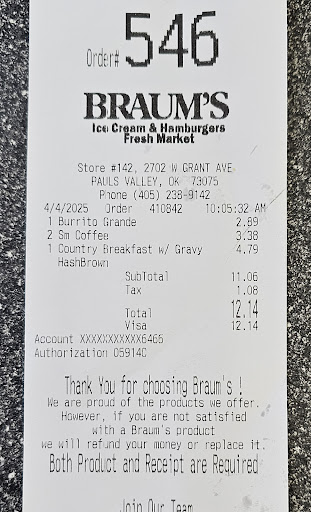 Order# 546
BRAUM'S
Ice Cream & Hamburgers
Fresh Market
Store #142, 2702 W GRANT AVE
PAULS VALLEY, OK 73075
Phone (405) 238-9142
4/4/2025 Order 410842 10:05:32 AM
1 Burrito Grande 2.89
2 Sm Coffee 3.38
1 Country Breakfast w/ Gravy 4.79
HashBrown
SubTotal 11.06
Tax 1.08
Total 12.14
Visa 12.14
Account XXXXXXXXXXX6465
Authorization 05914C
Thank You for choosing Braum's !
We are proud of the products we offer.
However, if you are not satisfied
with a Braum's product
we will refund your money or replace it.
Both Product and Receipt are Required
Join Our Team